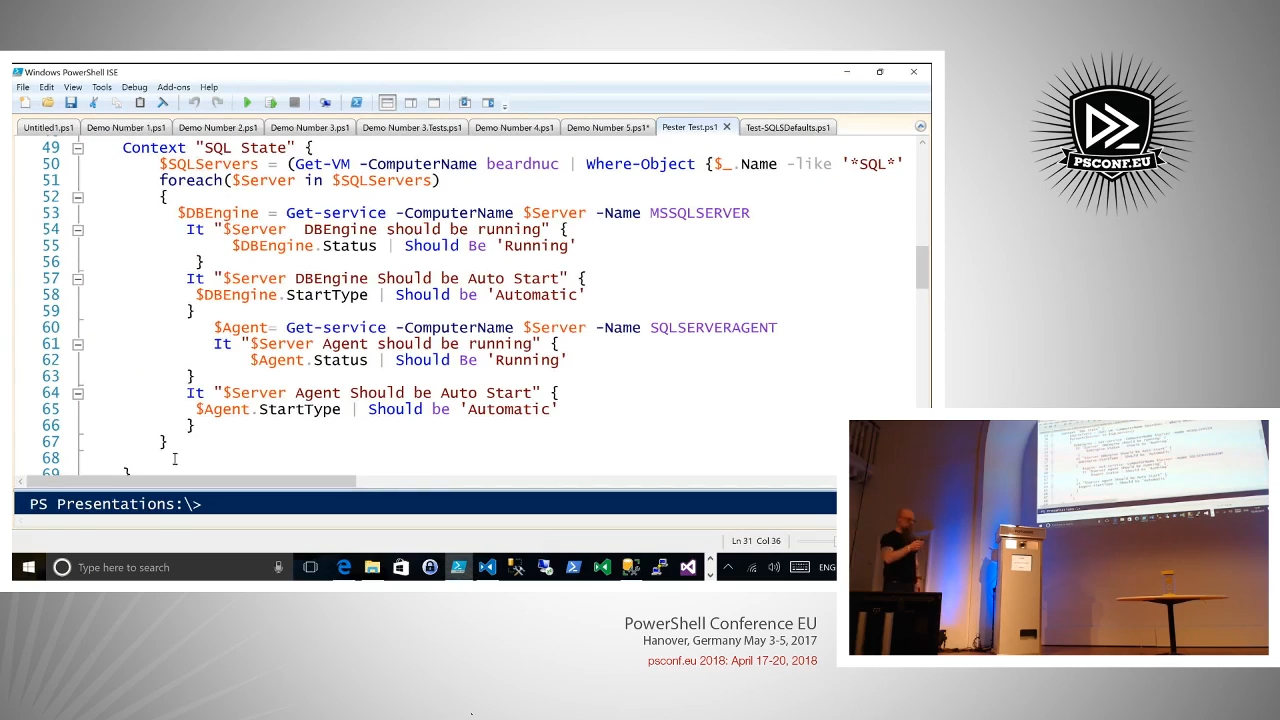 Windows PowerShell ISE
File Edit View Tools Debug Add-ons Help
Untitled1.ps1 Demo Number 1.ps1 Demo Number 2.ps1 Demo Number 3.ps1 Demo Number 3.Tests.ps1 Demo Number 4.ps1 Demo Number 5.ps1* Pester Test.ps1 Test-SQLSDefaults.ps1
49 Context "SQL State" {
50 $SQLServers = (Get-VM -ComputerName beardnuc | Where-Object {$_.Name -like '*SQL*'
51 foreach($Server in $SQLServers)
52 {
53 $DBEngine = Get-service -ComputerName $Server -Name MSSQLSERVER
54 It "$Server  DBEngine should be running" {
55 $DBEngine.Status | Should Be 'Running'
56 }
57 It "$Server DBEngine Should be Auto Start" {
58 $DBEngine.StartType | Should be 'Automatic'
59 }
60 $Agent= Get-service -ComputerName $Server -Name SQLSERVERAGENT
61 It "$Server Agent should be running" {
62 $Agent.Status | Should Be 'Running'
63 }
64 It "$Server Agent Should be Auto Start" {
65 $Agent.StartType | Should be 'Automatic'
66 }
67 }
68
69 }
PS Presentations:\>
Ln 31 Col 36
Type here to search
ENG
PSCONF.EU
PowerShell Conference EU
Hanover, Germany May 3-5, 2017
psconf.eu 2018: April 17-20, 2018